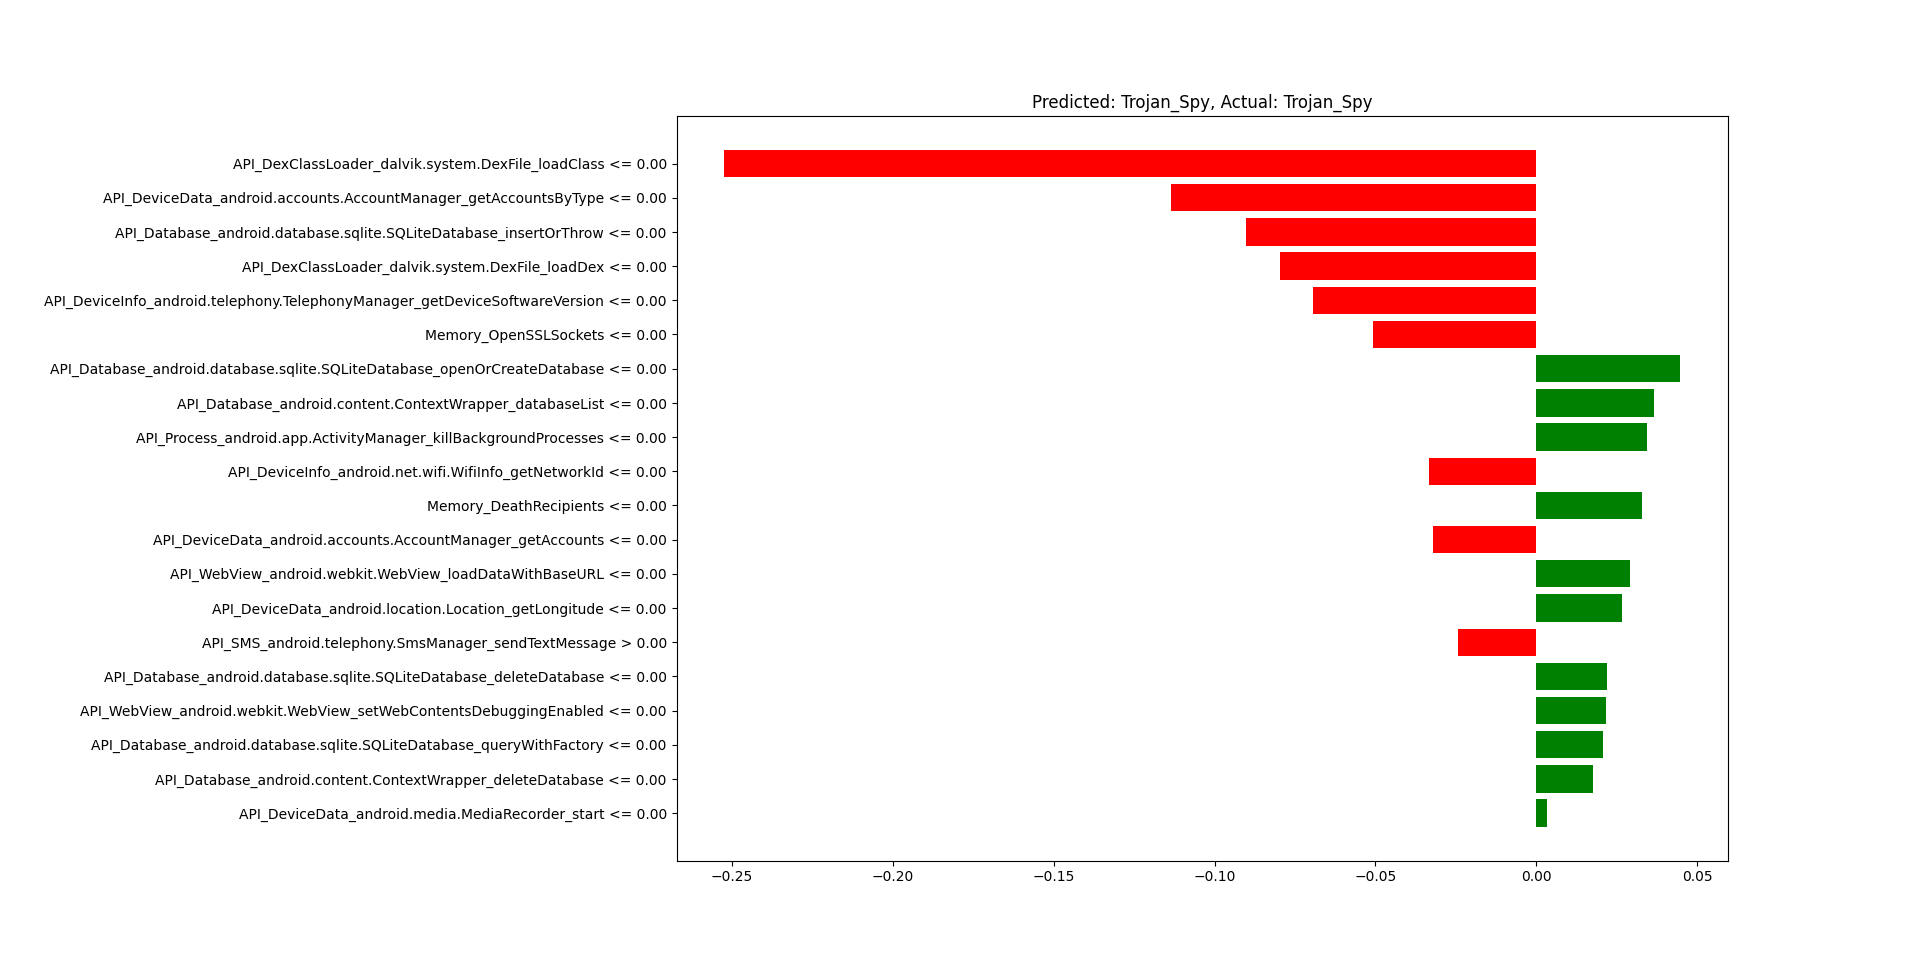 Predicted: Trojan_Spy, Actual: Trojan_Spy
API_DexClassLoader_dalvik.system.DexFile_loadClass <= 0.00
API_DeviceData_android.accounts.AccountManager_getAccountsByType <= 0.00
API_Database_android.database.sqlite.SQLiteDatabase_insertOrThrow <= 0.00
API_DexClassLoader_dalvik.system.DexFile_loadDex <= 0.00
API_DeviceInfo_android.telephony.TelephonyManager_getDeviceSoftwareVersion <= 0.00
Memory_OpenSSLSockets <= 0.00
API_Database_android.database.sqlite.SQLiteDatabase_openOrCreateDatabase <= 0.00
API_Database_android.content.ContextWrapper_databaseList <= 0.00
API_Process_android.app.ActivityManager_killBackgroundProcesses <= 0.00
API_DeviceInfo_android.net.wifi.WifiInfo_getNetworkId <= 0.00
Memory_DeathRecipients <= 0.00
API_DeviceData_android.accounts.AccountManager_getAccounts <= 0.00
API_WebView_android.webkit.WebView_loadDataWithBaseURL <= 0.00
API_DeviceData_android.location.Location_getLongitude <= 0.00
API_SMS_android.telephony.SmsManager_sendTextMessage > 0.00
API_Database_android.database.sqlite.SQLiteDatabase_deleteDatabase <= 0.00
API_WebView_android.webkit.WebView_setWebContentsDebuggingEnabled <= 0.00
API_Database_android.database.sqlite.SQLiteDatabase_queryWithFactory <= 0.00
API_Database_android.content.ContextWrapper_deleteDatabase <= 0.00
API_DeviceData_android.media.MediaRecorder_start <= 0.00
−0.25 −0.20 −0.15 −0.10 −0.05 0.00 0.05